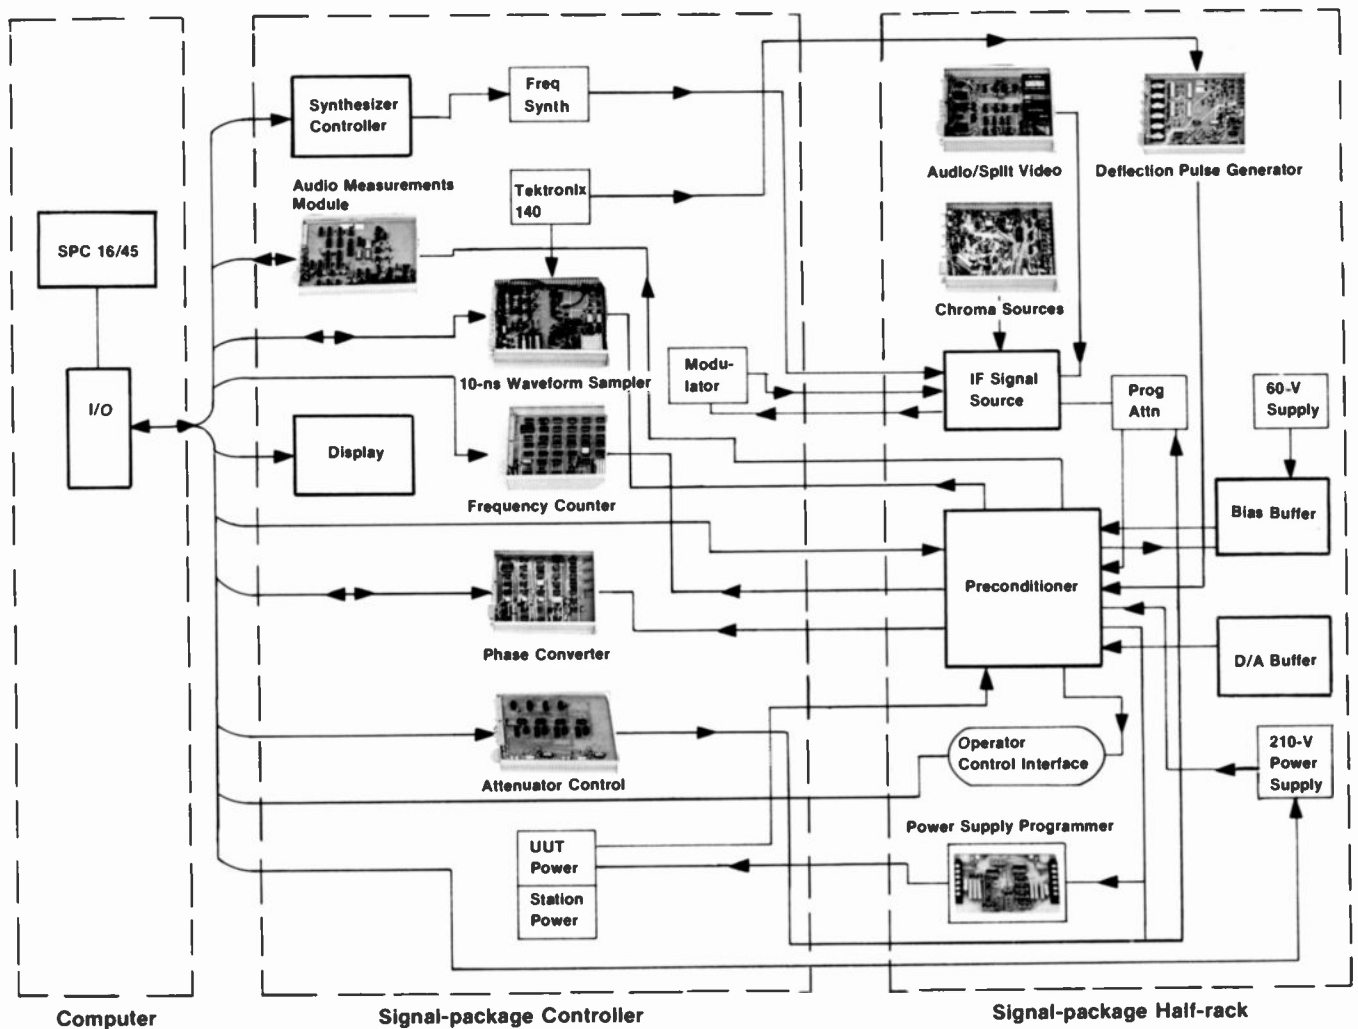 Synthesizer
Controller
Freq
Synth
Audio/Split Video
Deflection Pulse Generator
Audio Measurements
Module
Tektronix
140
SPC 16/45
Chroma Sources
10-ns Waveform Sampler
Modu-
lator
IF Signal
Source
Prog
Attn
60-V
Supply
I/O
Display
Frequency Counter
Bias Buffer
Preconditioner
Phase Converter
D/A Buffer
Operator
Control Interface
210-V
Power
Supply
Attenuator Control
Power Supply Programmer
UUT
Power
Station
Power
Computer
Signal-package Controller
Signal-package Half-rack